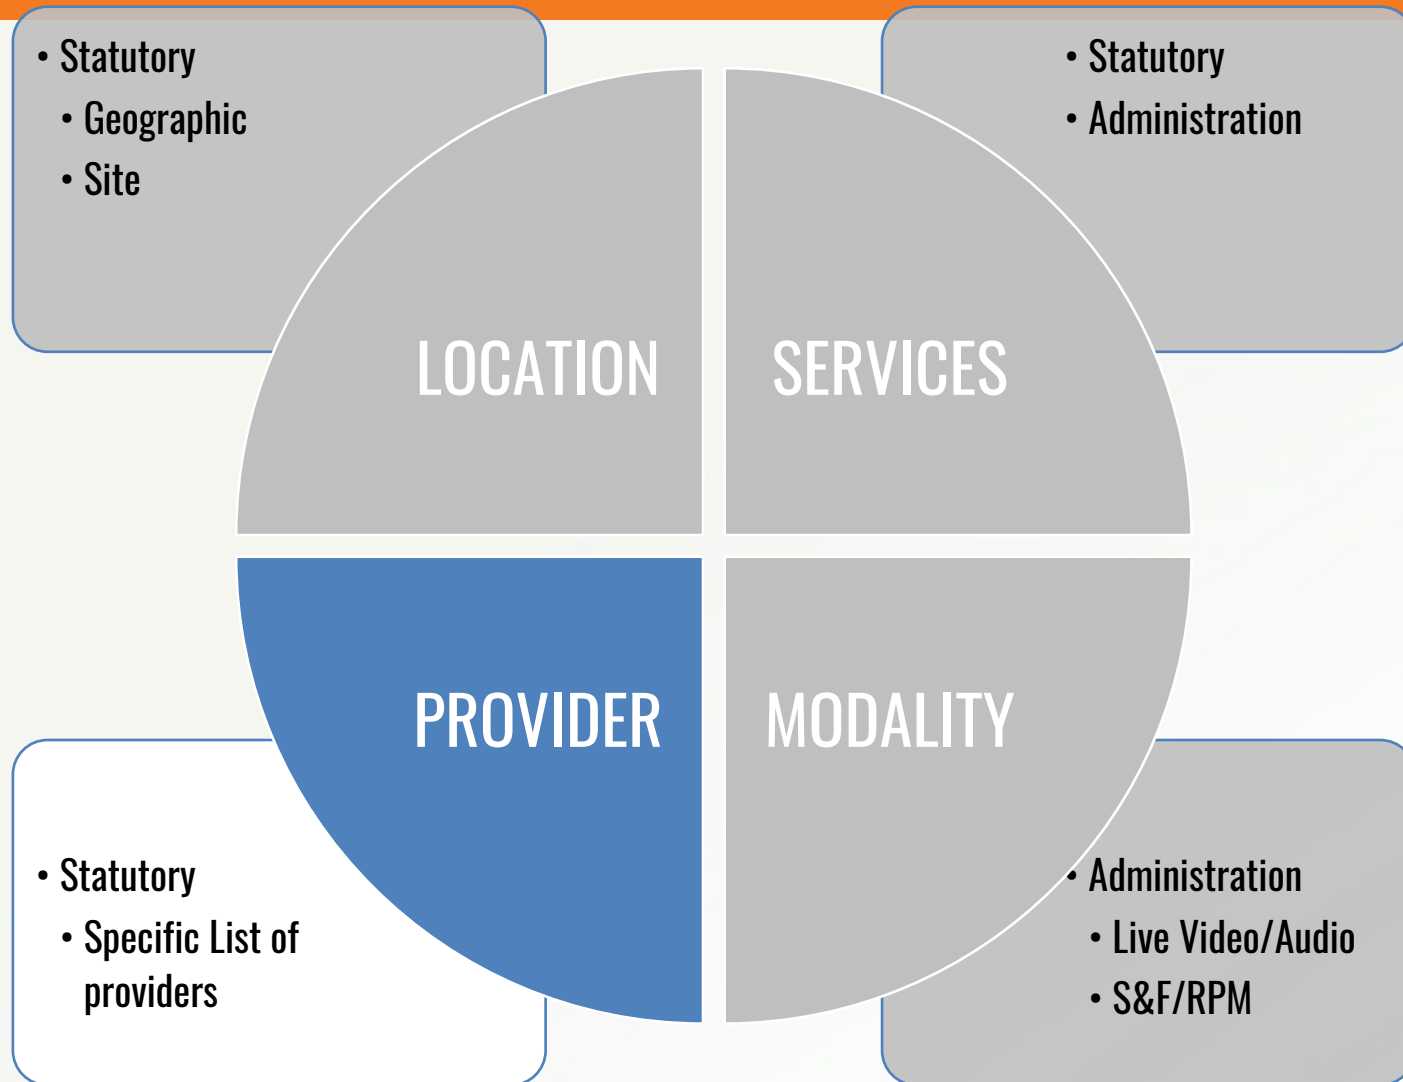 • Statutory
• Geographic
• Site
• Statutory
• Administration
LOCATION
SERVICES
PROVIDER
MODALITY
• Statutory
• Specific List of
providers
• Administration
• Live Video/Audio
• S&F/RPM